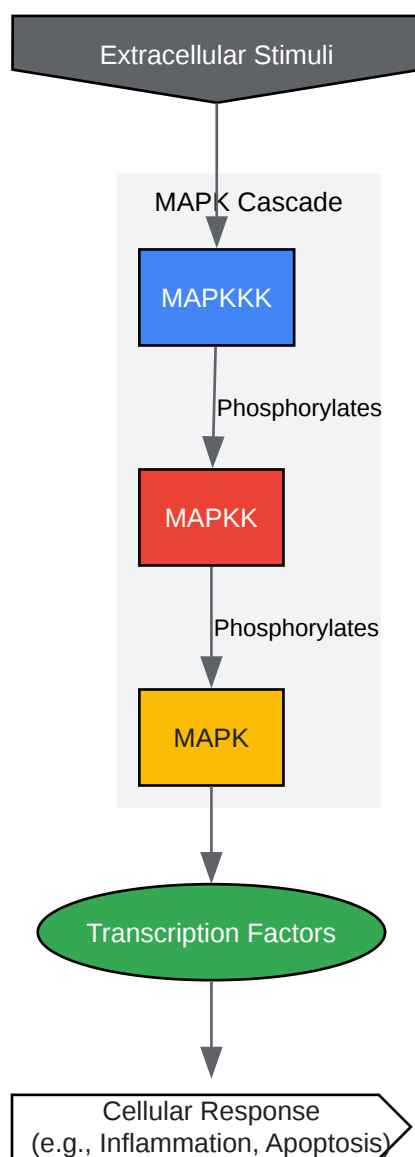 Extracellular Stimuli
MAPK Cascade
MAPKKK
Phosphorylates
MAPKK
Phosphorylates
MAPK
Transcription Factors
Cellular Response
(e.g., Inflammation, Apoptosis)